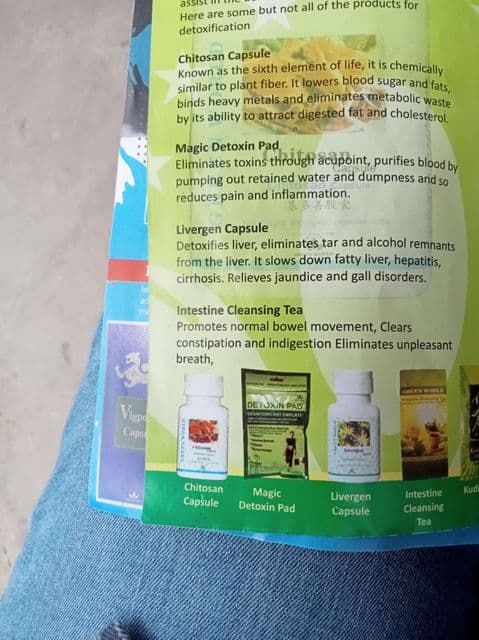 Here are some but not all of the products for
detoxification
Chitosan Capsule
Known as the sixth element of life, it is chemically
similar to plant fiber. It lowers blood sugar and fats,
binds heavy metals and eliminates metabolic waste
by its ability to attract digested fat and cholesterol.
Magic Detoxin Pad
Eliminates toxins through acupoint, purifies blood by
pumping out retained water and dumpness and so
reduces pain and inflammation.
Livergen Capsule
Detoxifies liver, eliminates tar and alcohol remnants
from the liver. It slows down fatty liver, hepatitis,
cirrhosis. Relieves jaundice and gall disorders.
Intestine Cleansing Tea
Promotes normal bowel movement, Clears
constipation and indigestion Eliminates unpleasant
breath,
Chitosan
Capsule
DETOXIN PAD
GREEN WORLD
Chitosan
Capsule
Magic
Detoxin Pad
Livergen
Capsule
Intestine
Cleansing
Tea